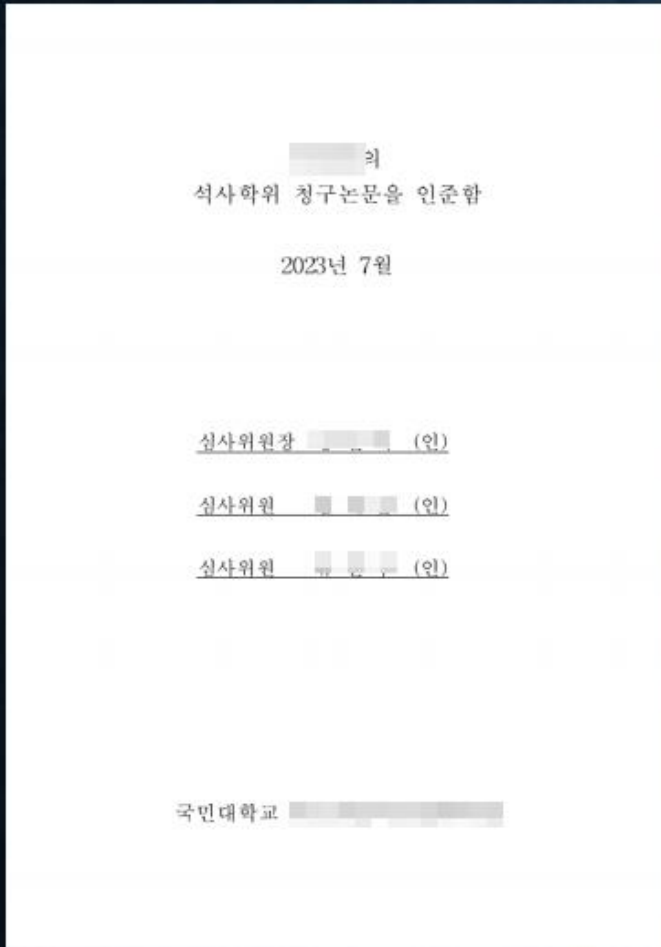 의
석사학위 청구논문을 인준함
2023년 7월
심사위원장 (인)
심사위원 (인)
심사위원 (인)
국민대학교